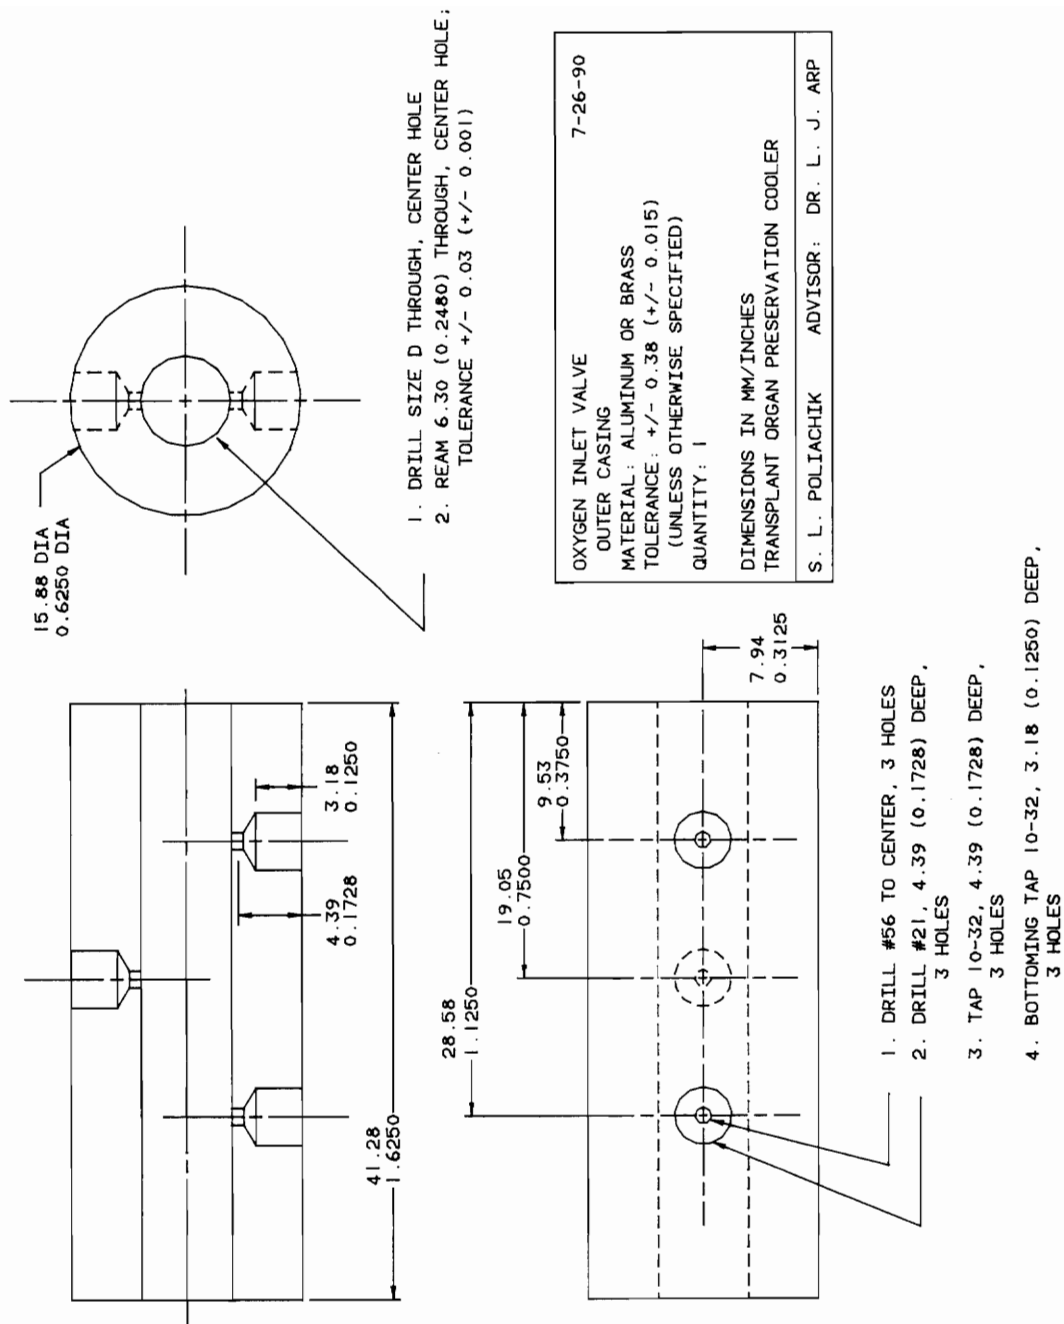 15.88 DIA
0.6250 DIA
1. DRILL SIZE D THROUGH, CENTER HOLE
2. REAM 6.30 (0.2480) THROUGH, CENTER HOLE;
TOLERANCE +/- 0.03 (+/- 0.001)
3.18
0.1250
4.39
0.1728
41.28
1.6250
OXYGEN INLET VALVE 7-26-90
OUTER CASING
MATERIAL: ALUMINUM OR BRASS
TOLERANCE: +/- 0.38 (+/- 0.015)
(UNLESS OTHERWISE SPECIFIED)
QUANTITY: 1
DIMENSIONS IN MM/INCHES
TRANSPLANT ORGAN PRESERVATION COOLER
S. L. POLIACHIK ADVISOR: DR. L. J. ARP
28.58
1.1250
19.05
0.7500
9.53
0.3750
7.94
0.3125
1. DRILL #56 TO CENTER, 3 HOLES
2. DRILL #21, 4.39 (0.1728) DEEP,
3 HOLES
3. TAP 10-32, 4.39 (0.1728) DEEP,
3 HOLES
4. BOTTOMING TAP 10-32, 3.18 (0.1250) DEEP,
3 HOLES